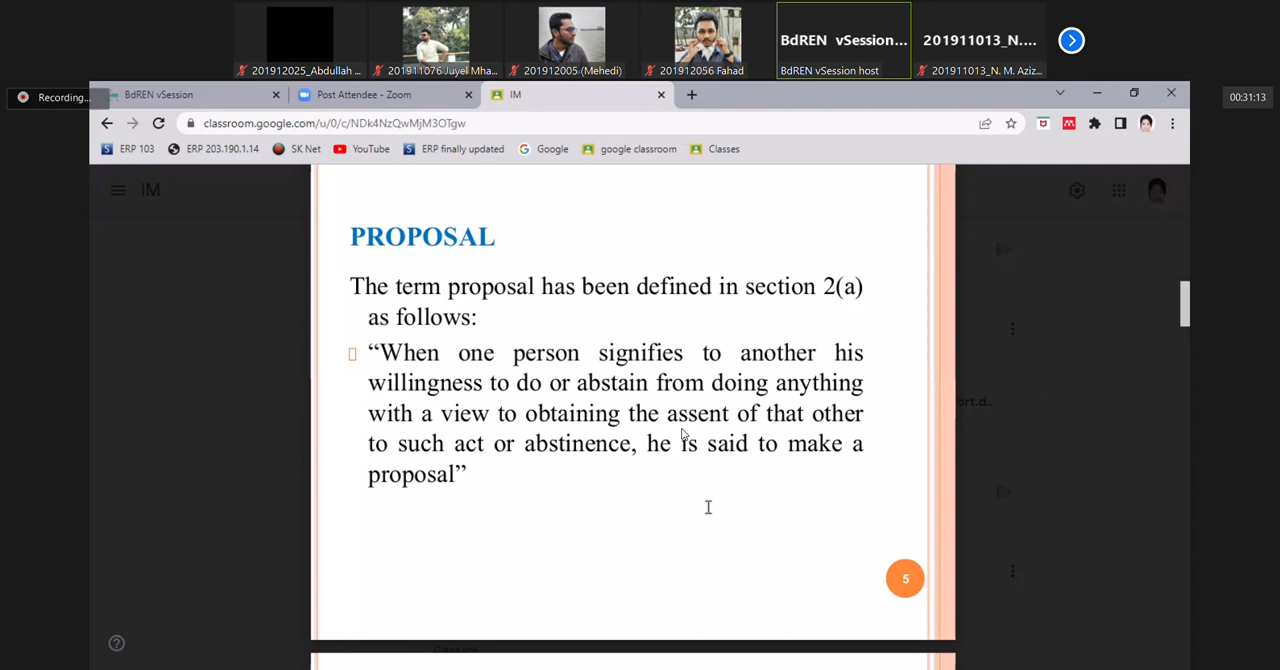 201912025_Abdullah ...
201911076 Juyel Mha...
201912005 (Mehedi)
201912056 Fahad
BdREN vSession...
BdREN vSession host
201911013_N....
201911013_N. M. Aziz...
Recording...
00:31:13
BdREN vSession
Post Attendee - Zoom
IM
classroom.google.com/u/0/c/NDk4NzQwMjM3OTgw
ERP 103
ERP 203.190.1.14
SK Net
YouTube
ERP finally updated
Google
google classroom
Classes
IM
PROPOSAL
The term proposal has been defined in section 2(a)
as follows:
“When one person signifies to another his
willingness to do or abstain from doing anything
with a view to obtaining the assent of that other
to such act or abstinence, he is said to make a
proposal”
ort.d...
5